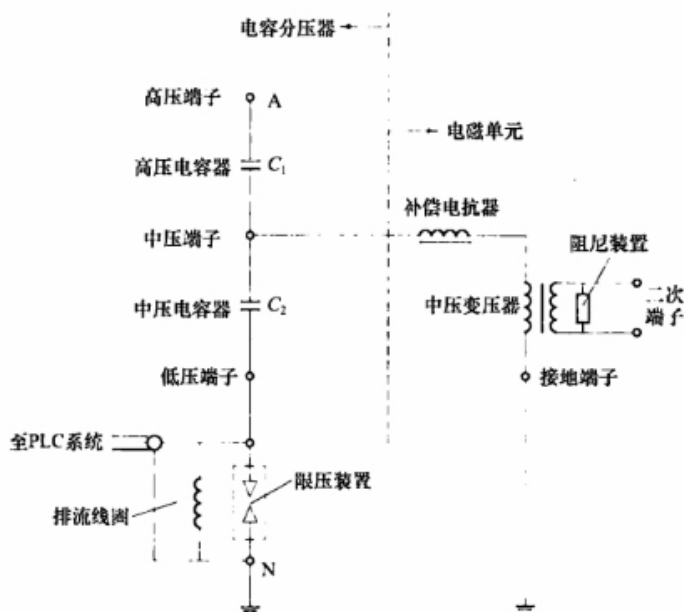 电容分压器
高压端子 A
电磁单元
高压电容器 C₁
补偿电抗器
中压端子
阻尼装置
中压电容器 C₂
中压变压器
二次
端子
低压端子
接地端子
至PLC系统
限压装置
排流线圈
N